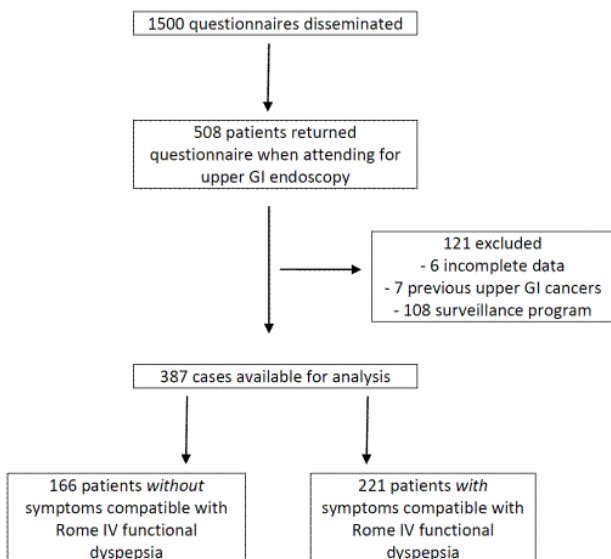 1500 questionnaires disseminated
508 patients returned
questionnaire when attending for
upper GI endoscopy
121 excluded
- 6 incomplete data
- 7 previous upper GI cancers
- 108 surveillance program
387 cases available for analysis
166 patients without
symptoms compatible with
Rome IV functional
dyspepsia
221 patients with
symptoms compatible with
Rome IV functional
dyspepsia